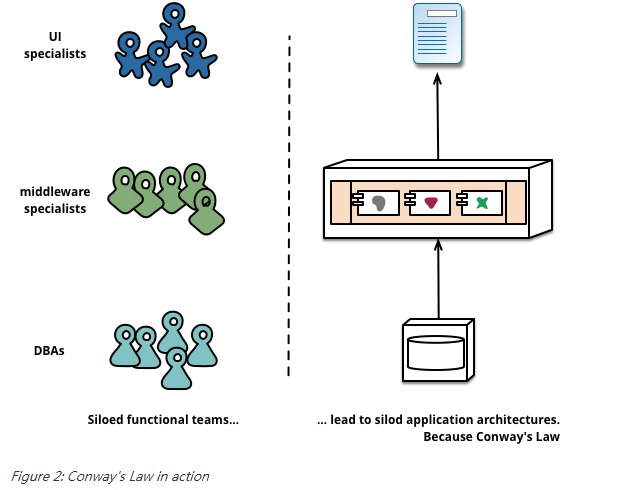 UI
specialists
middleware
specialists
DBAs
Siloed functional teams...
... lead to silod application architectures.
Because Conway's Law
Figure 2: Conway's Law in action